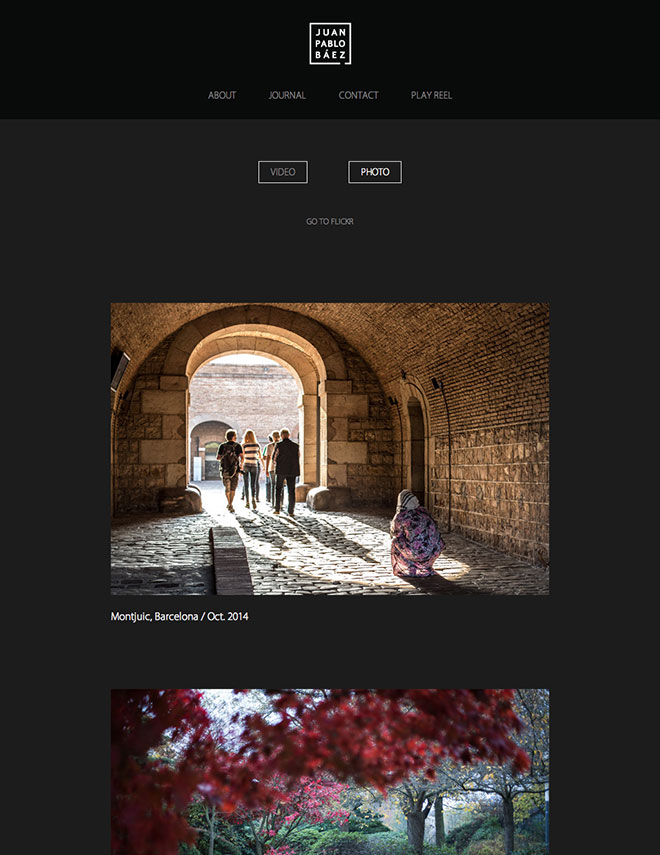 JUAN
PABLO
BÁEZ
ABOUT JOURNAL CONTACT PLAY REEL
VIDEO PHOTO
GO TO FLICKR
Montjuic, Barcelona / Oct. 2014